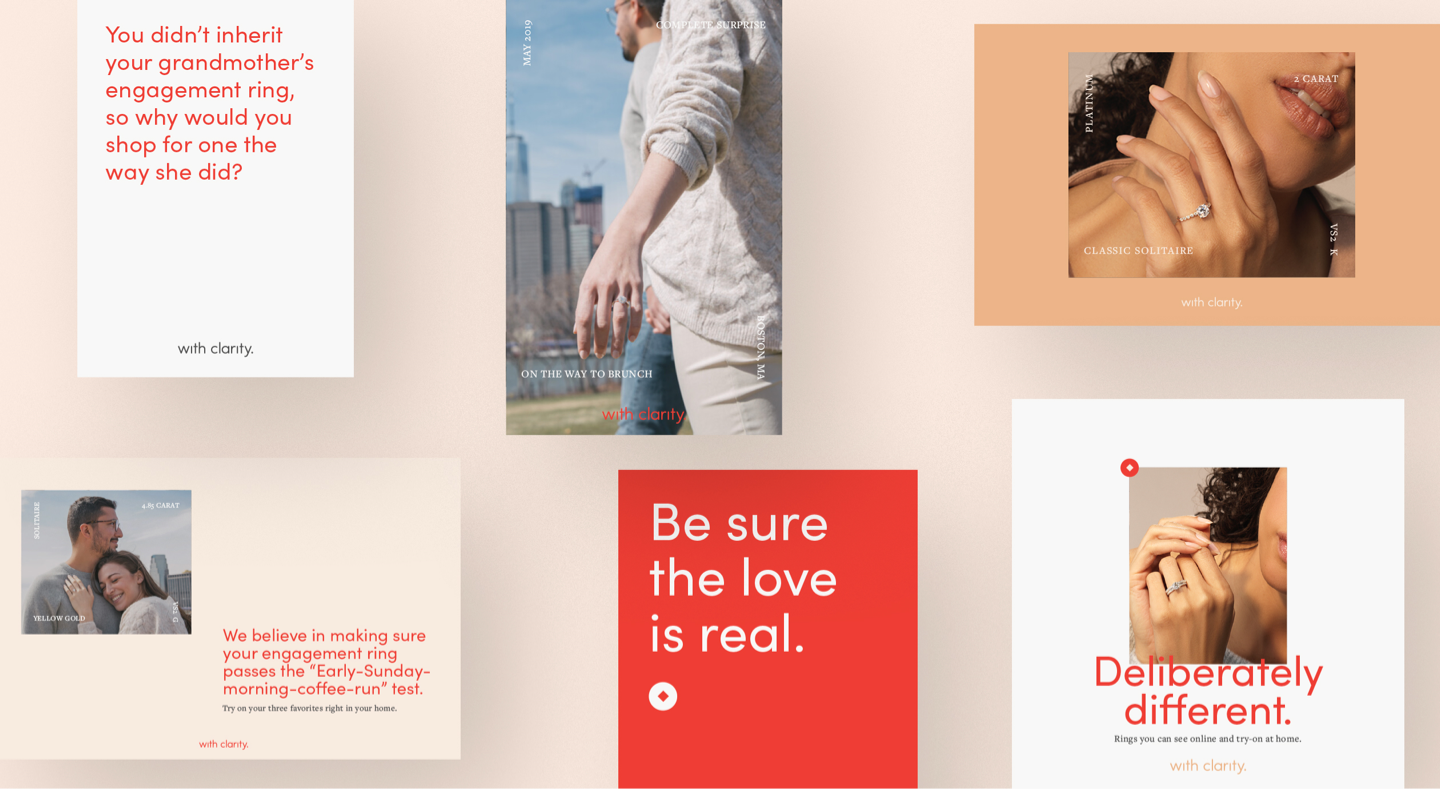 You didn’t inherit
your grandmother’s
engagement ring,
so why would you
shop for one the
way she did?
with clarity.
MAY 2019
COMPLETE SURPRISE
BOSTON, MA
ON THE WAY TO BRUNCH
with clarity.
PLATINUM
2 CARAT
CLASSIC SOLITAIRE
VS2 K
with clarity.
SOLITAIRE
4.85 CARAT
YELLOW GOLD
VS2 G
We believe in making sure
your engagement ring
passes the “Early-Sunday-
morning-coffee-run” test.
Try on your three favorites right in your home.
with clarity.
Be sure
the love
is real.
Deliberately
different.
Rings you can see online and try-on at home.
with clarity.